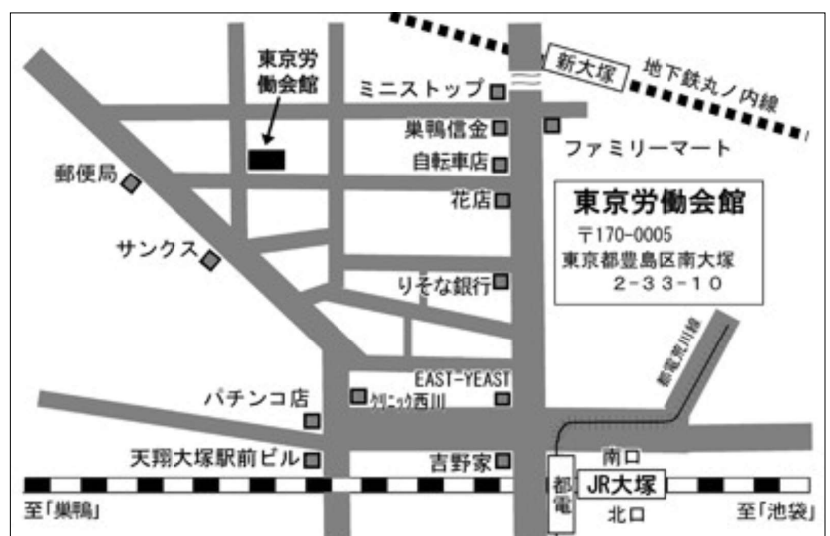 東京労
働会館
新大塚
地下鉄丸ノ内線
ミニストップ
巣鴨信金
ファミリーマート
自転車店
郵便局
花店
東京労働会館
〒170-0005
東京都豊島区南大塚
2-33-10
サンクス
りそな銀行
都電荒川線
EAST-YEAST
パチンコ店
クリニック西川
天翔大塚駅前ビル
吉野家
南口
都電
JR大塚
北口
至「巣鴨」
至「池袋」